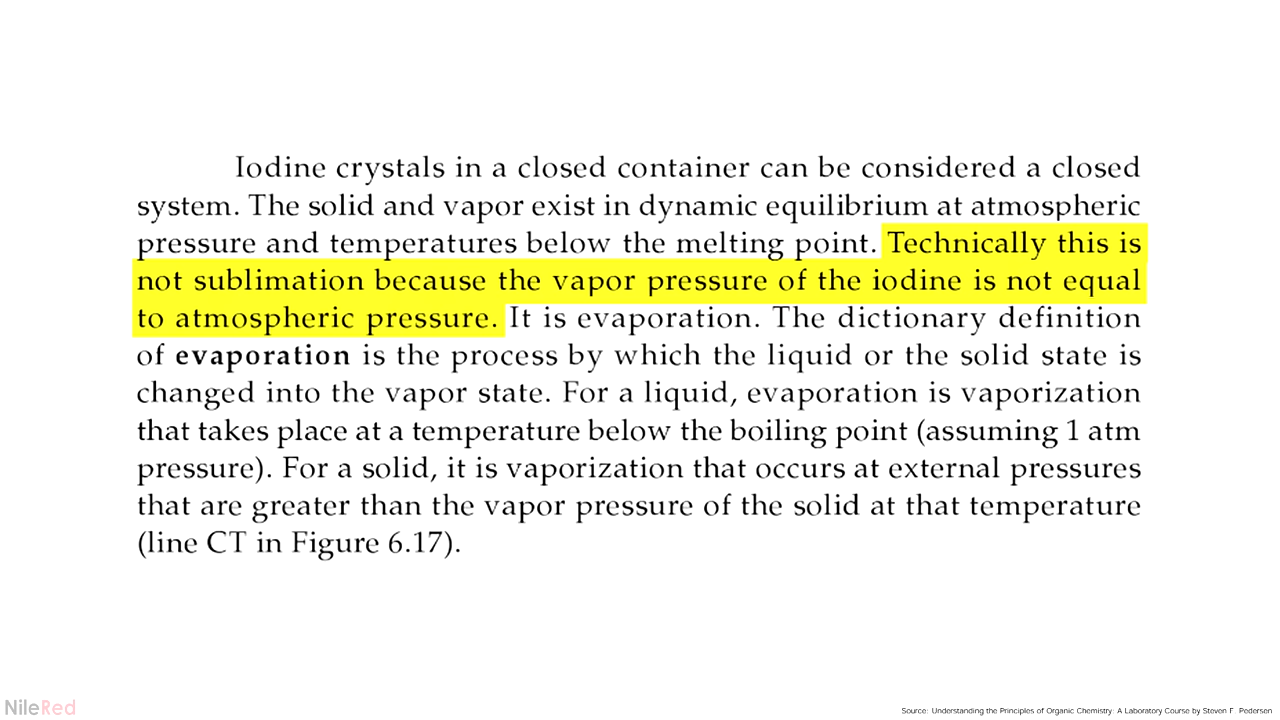 Iodine crystals in a closed container can be considered a closed
system. The solid and vapor exist in dynamic equilibrium at atmospheric
pressure and temperatures below the melting point. Technically this is
not sublimation because the vapor pressure of the iodine is not equal
to atmospheric pressure. It is evaporation. The dictionary definition
of evaporation is the process by which the liquid or the solid state is
changed into the vapor state. For a liquid, evaporation is vaporization
that takes place at a temperature below the boiling point (assuming 1 atm
pressure). For a solid, it is vaporization that occurs at external pressures
that are greater than the vapor pressure of the solid at that temperature
(line CT in Figure 6.17).
NileRed
Source: Understanding the Principles of Organic Chemistry: A Laboratory Course by Steven F. Pedersen